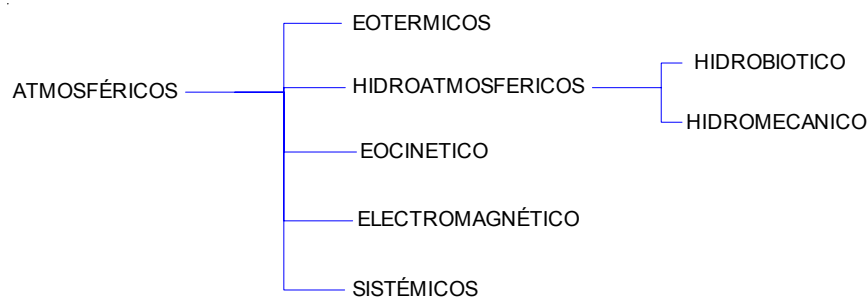 EOTERMICOS
HIDROBIOTICO
ATMOSFÉRICOS
HIDROATMOSFERICOS
HIDROMECANICO
EOCINETICO
ELECTROMAGNÉTICO
SISTÉMICOS